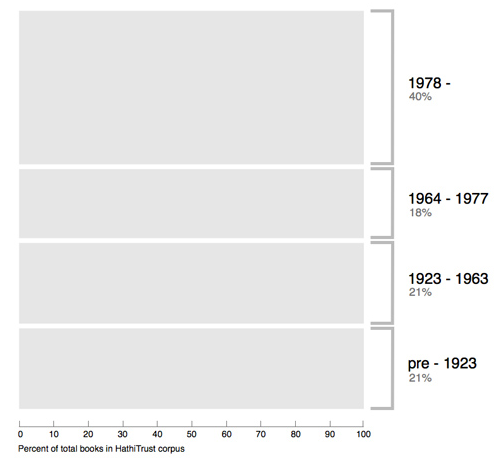 1978 -
40%
1964 - 1977
18%
1923 - 1963
21%
pre - 1923
21%
0 10 20 30 40 50 60 70 80 90 100
Percent of total books in HathiTrust corpus